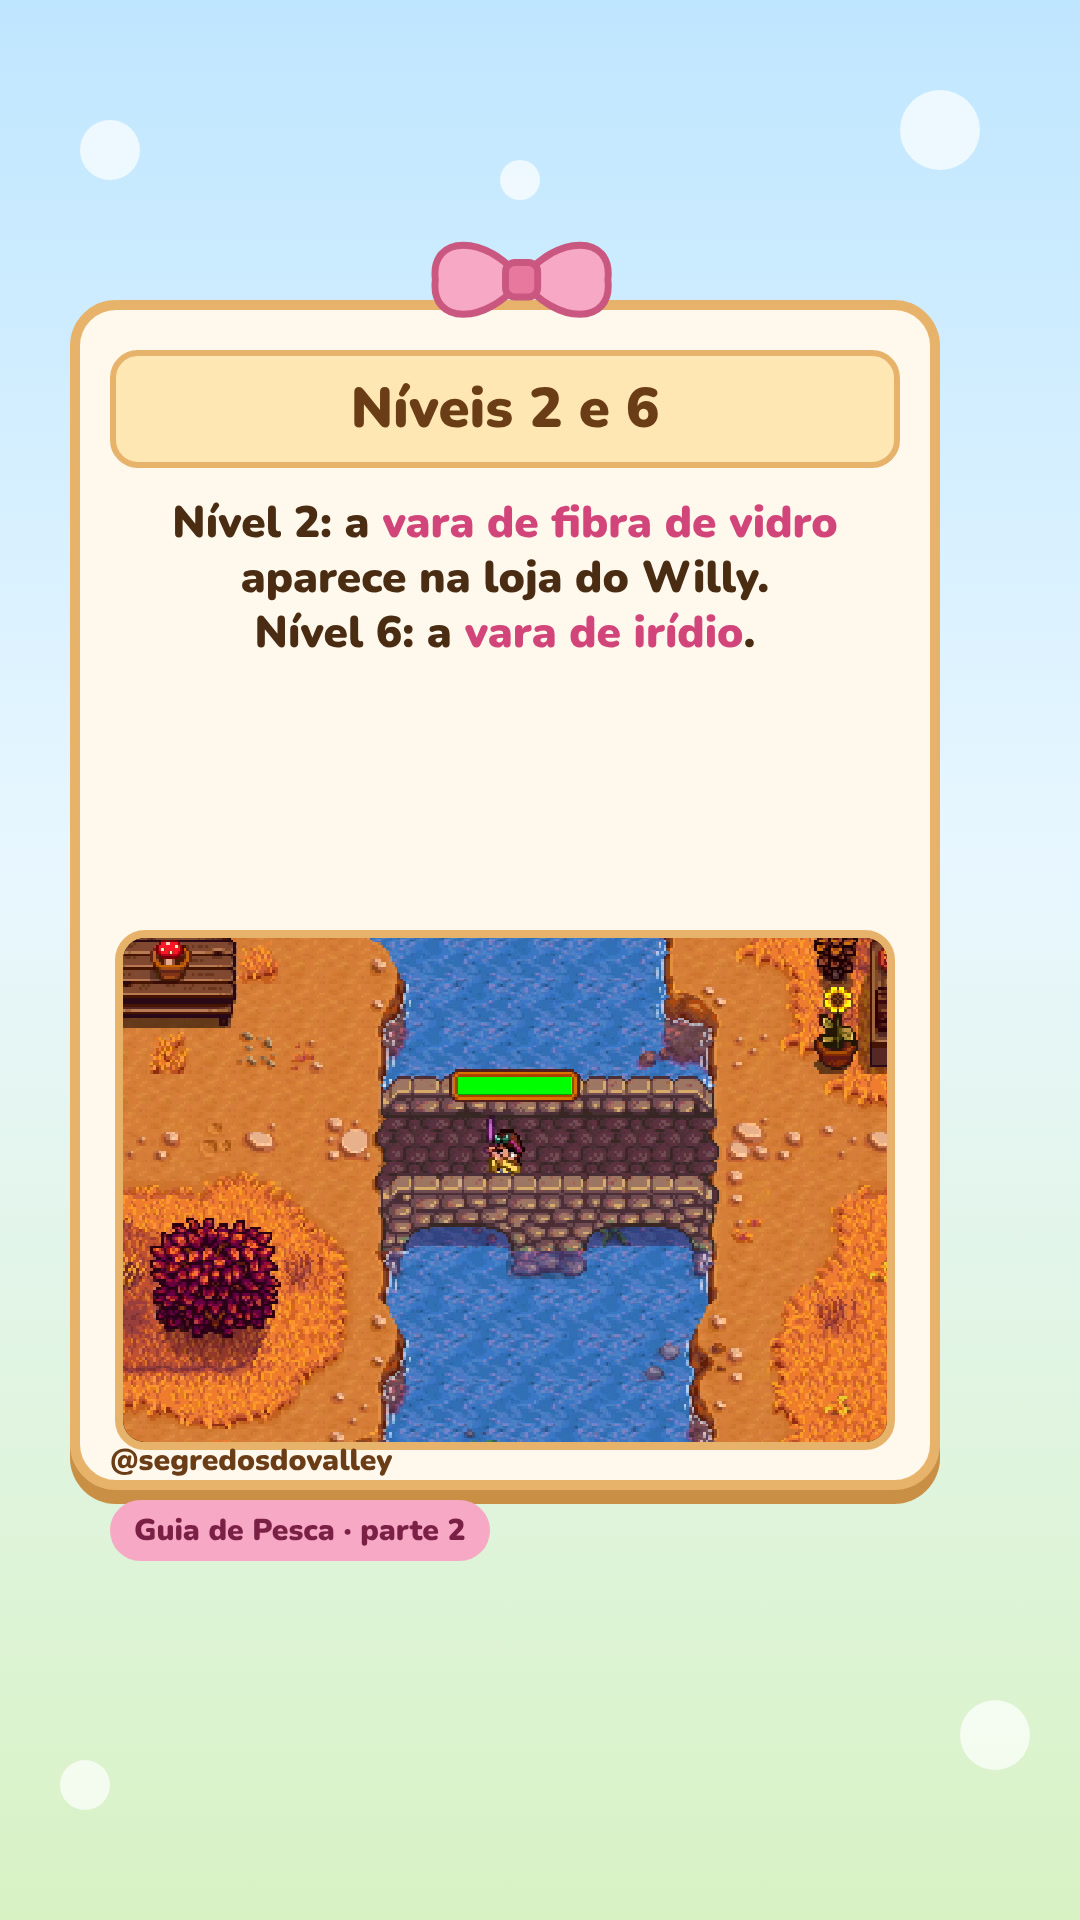 Níveis 2 e 6
Nível 2: a vara de fibra de vidro
aparece na loja do Willy.
Nível 6: a vara de irídio.
@segredosdovalley
Guia de Pesca · parte 2